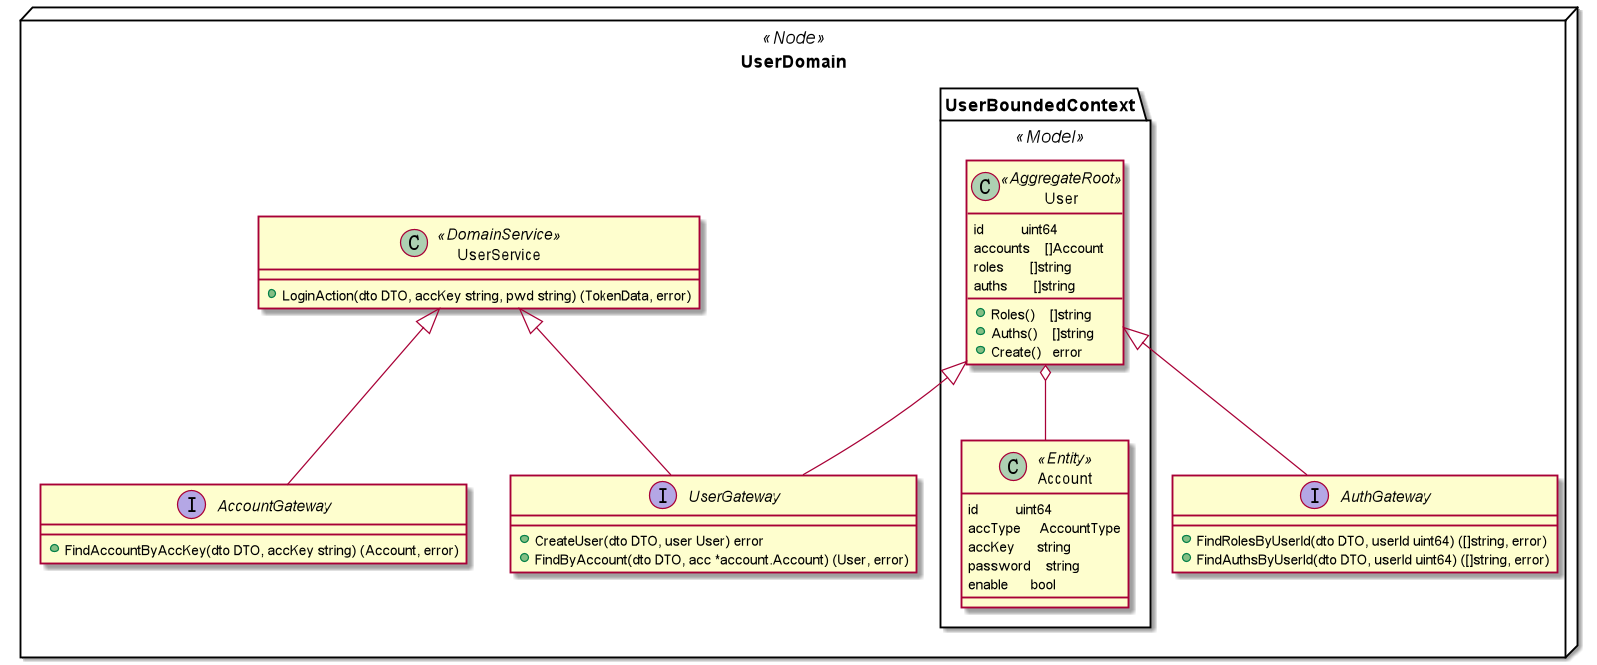 «Node»
UserDomain
UserBoundedContext
«Model»
C «AggregateRoot»
User
id uint64
accounts []Account
roles []string
auths []string
Roles() []string
Auths() []string
Create() error
C «DomainService»
UserService
LoginAction(dto DTO, accKey string, pwd string) (TokenData, error)
I AccountGateway
FindAccountByAccKey(dto DTO, accKey string) (Account, error)
I UserGateway
CreateUser(dto DTO, user User) error
FindByAccount(dto DTO, acc *account.Account) (User, error)
C «Entity»
Account
id uint64
accType AccountType
accKey string
password string
enable bool
I AuthGateway
FindRolesByUserId(dto DTO, userId uint64) ([]string, error)
FindAuthsByUserId(dto DTO, userId uint64) ([]string, error)